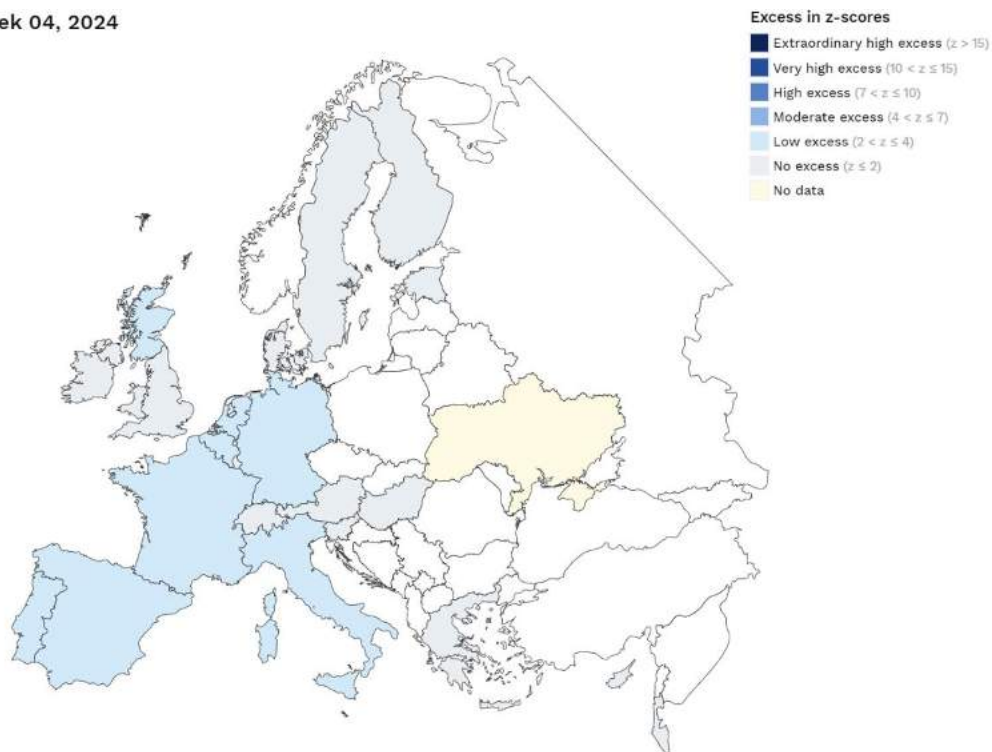 ek 04, 2024
Excess in z-scores
Extraordinary high excess (z > 15)
Very high excess (10 < z ≤ 15)
High excess (7 < z ≤ 10)
Moderate excess (4 < z ≤ 7)
Low excess (2 < z ≤ 4)
No excess (z ≤ 2)
No data